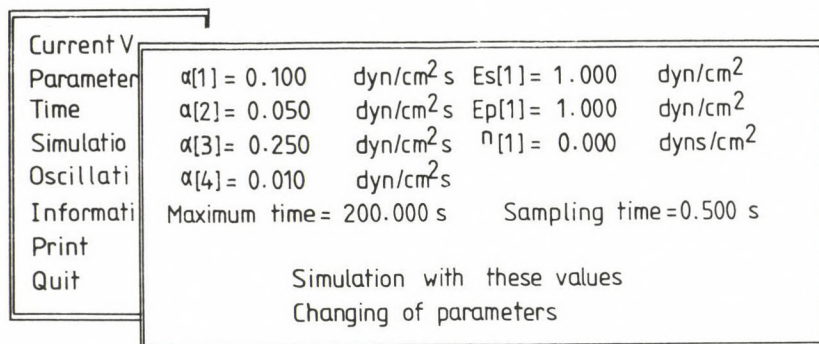 Current V
Parameter
Time
Simulatio
Oscillati
Informati
Print
Quit
α[1] = 0.100 dyn/cm² s Es[1] = 1.000 dyn/cm²
α[2] = 0.050 dyn/cm² s Ep[1] = 1.000 dyn/cm²
α[3] = 0.250 dyn/cm² s η[1] = 0.000 dyns/cm²
α[4] = 0.010 dyn/cm²s
Maximum time = 200.000 s Sampling time =0.500 s
Simulation with these values
Changing of parameters